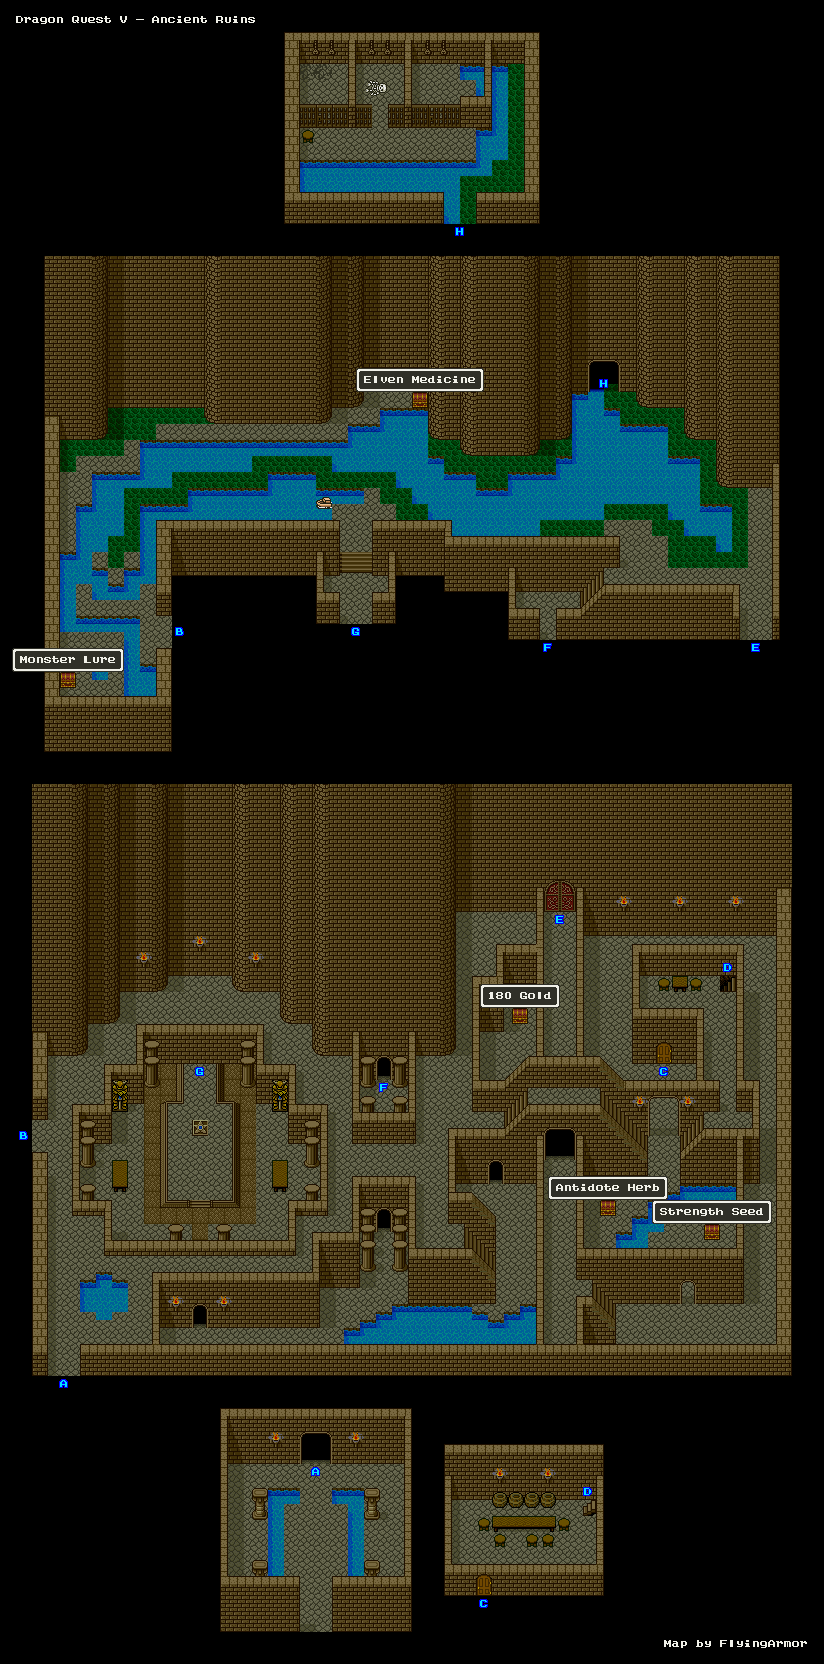 Dragon Quest V — Ancient Ruins
H
Elven Medicine
H
B
G
Monster Lure
F
E
E
D
180 Gold
G
C
F
B
Antidote Herb
Strength Seed
A
A
D
C
Map by FlyingArmor